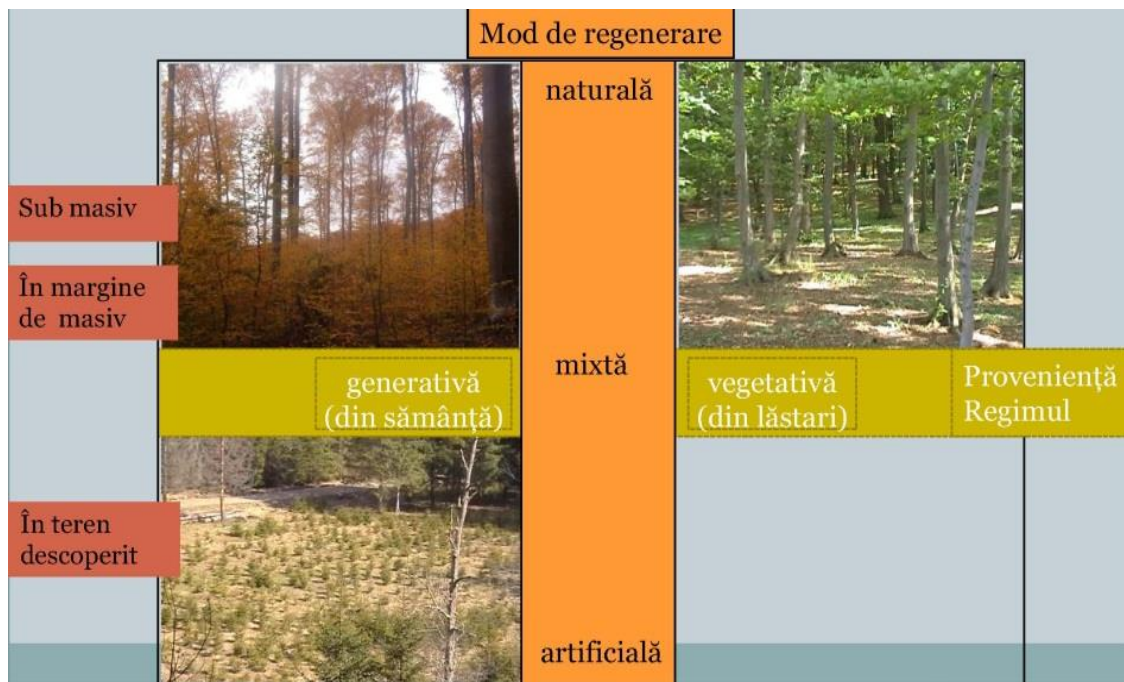 Mod de regenerare
naturală
Sub masiv
În margine
de masiv
generativă
(din sămânță)
mixtă
vegetativă
(din lăstari)
Proveniență
Regimul
În teren
descoperit
artificială